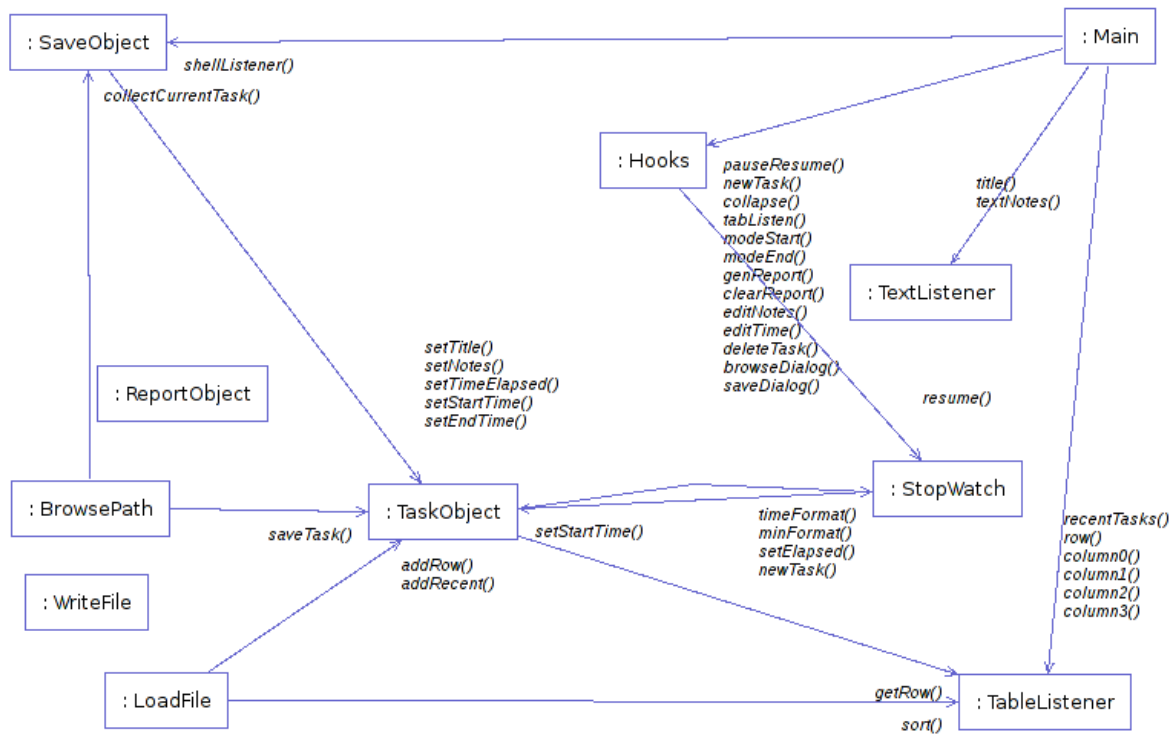 : SaveObject
: Main
shellListener()
collectCurrentTask()
: Hooks
pauseResume()
newTask()
collapse()
tabListen()
modeStart()
modeEnd()
genReport()
clearReport()
editNotes()
editTime()
deleteTask()
browseDialog()
saveDialog()
title()
textNotes()
: TextListener
setTitle()
setNotes()
setTimeElapsed()
setStartTime()
setEndTime()
: ReportObject
resume()
: BrowsePath
: TaskObject
: StopWatch
saveTask()
setStartTime()
timeFormat()
minFormat()
setElapsed()
newTask()
recentTasks()
row()
column0()
column1()
column2()
column3()
addRow()
addRecent()
: WriteFile
: LoadFile
getRow()
: TableListener
sort()